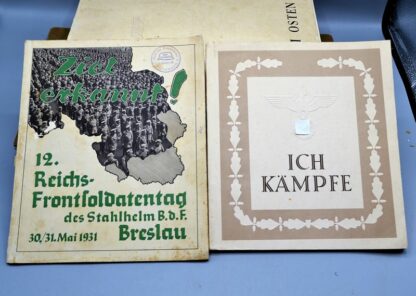 Ziel
erkannt!
12.
Reichs-
Frontsoldatentag
des Stahlhelm B.d.F.
30./31. Mai 1931 Breslau
ICH
KÄMPFE
OSTEN